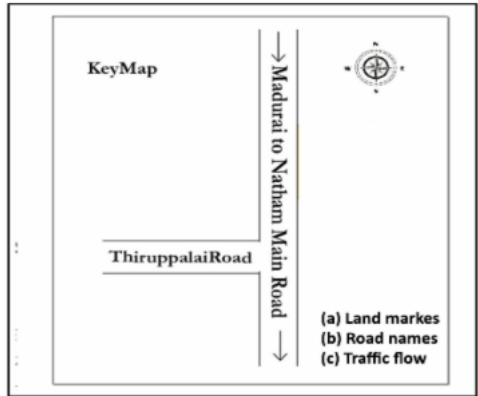 N
KeyMap
S
Madurai to Natham Main Road
ThiruppalaiRoad
(a) Land markes
(b) Road names
(c) Traffic flow